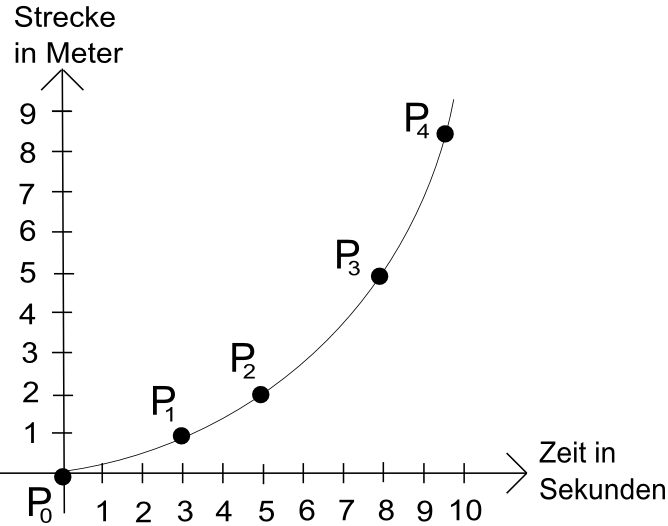 Strecke
in Meter
9
8
7
6
5
4
3
2
1
P4
P3
P2
P1
P0
1 2 3 4 5 6 7 8 9 10
Zeit in
Sekunden